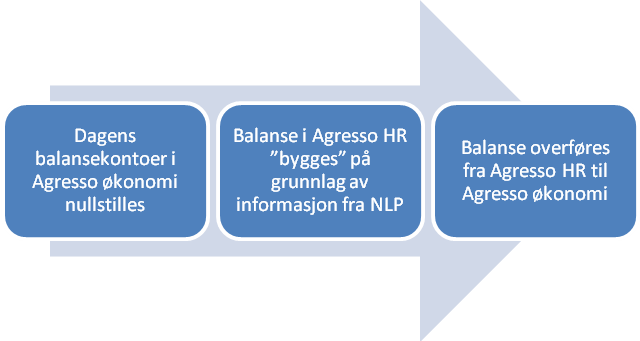 Dagens
balansekontoer i
Agresso økonomi
nullstilles
Balanse i Agresso HR
”bygges” på
grunnlag av
informasjon fra NLP
Balanse overføres
fra Agresso HR til
Agresso økonomi